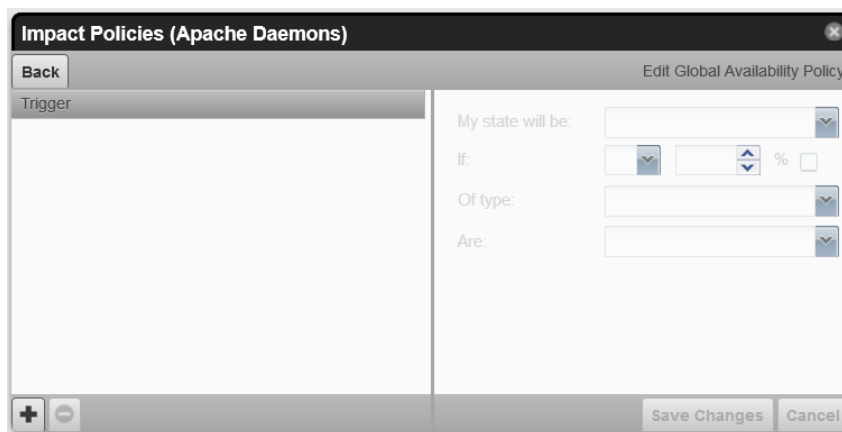 Impact Policies (Apache Daemons)
Back
Edit Global Availability Policy
Trigger
My state will be:
If:
%
Of type:
Are:
Save Changes
Cancel